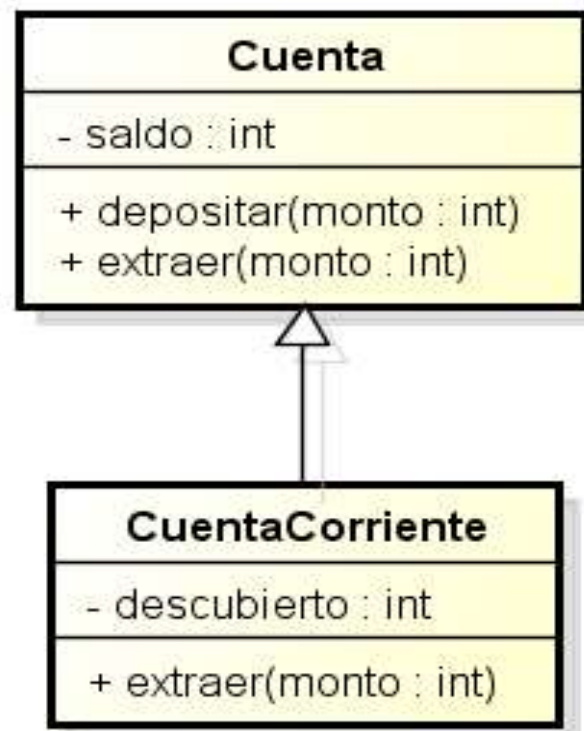 Cuenta
- saldo : int
+ depositar(monto : int)
+ extraer(monto : int)
CuentaCorriente
- descubierto : int
+ extraer(monto : int)